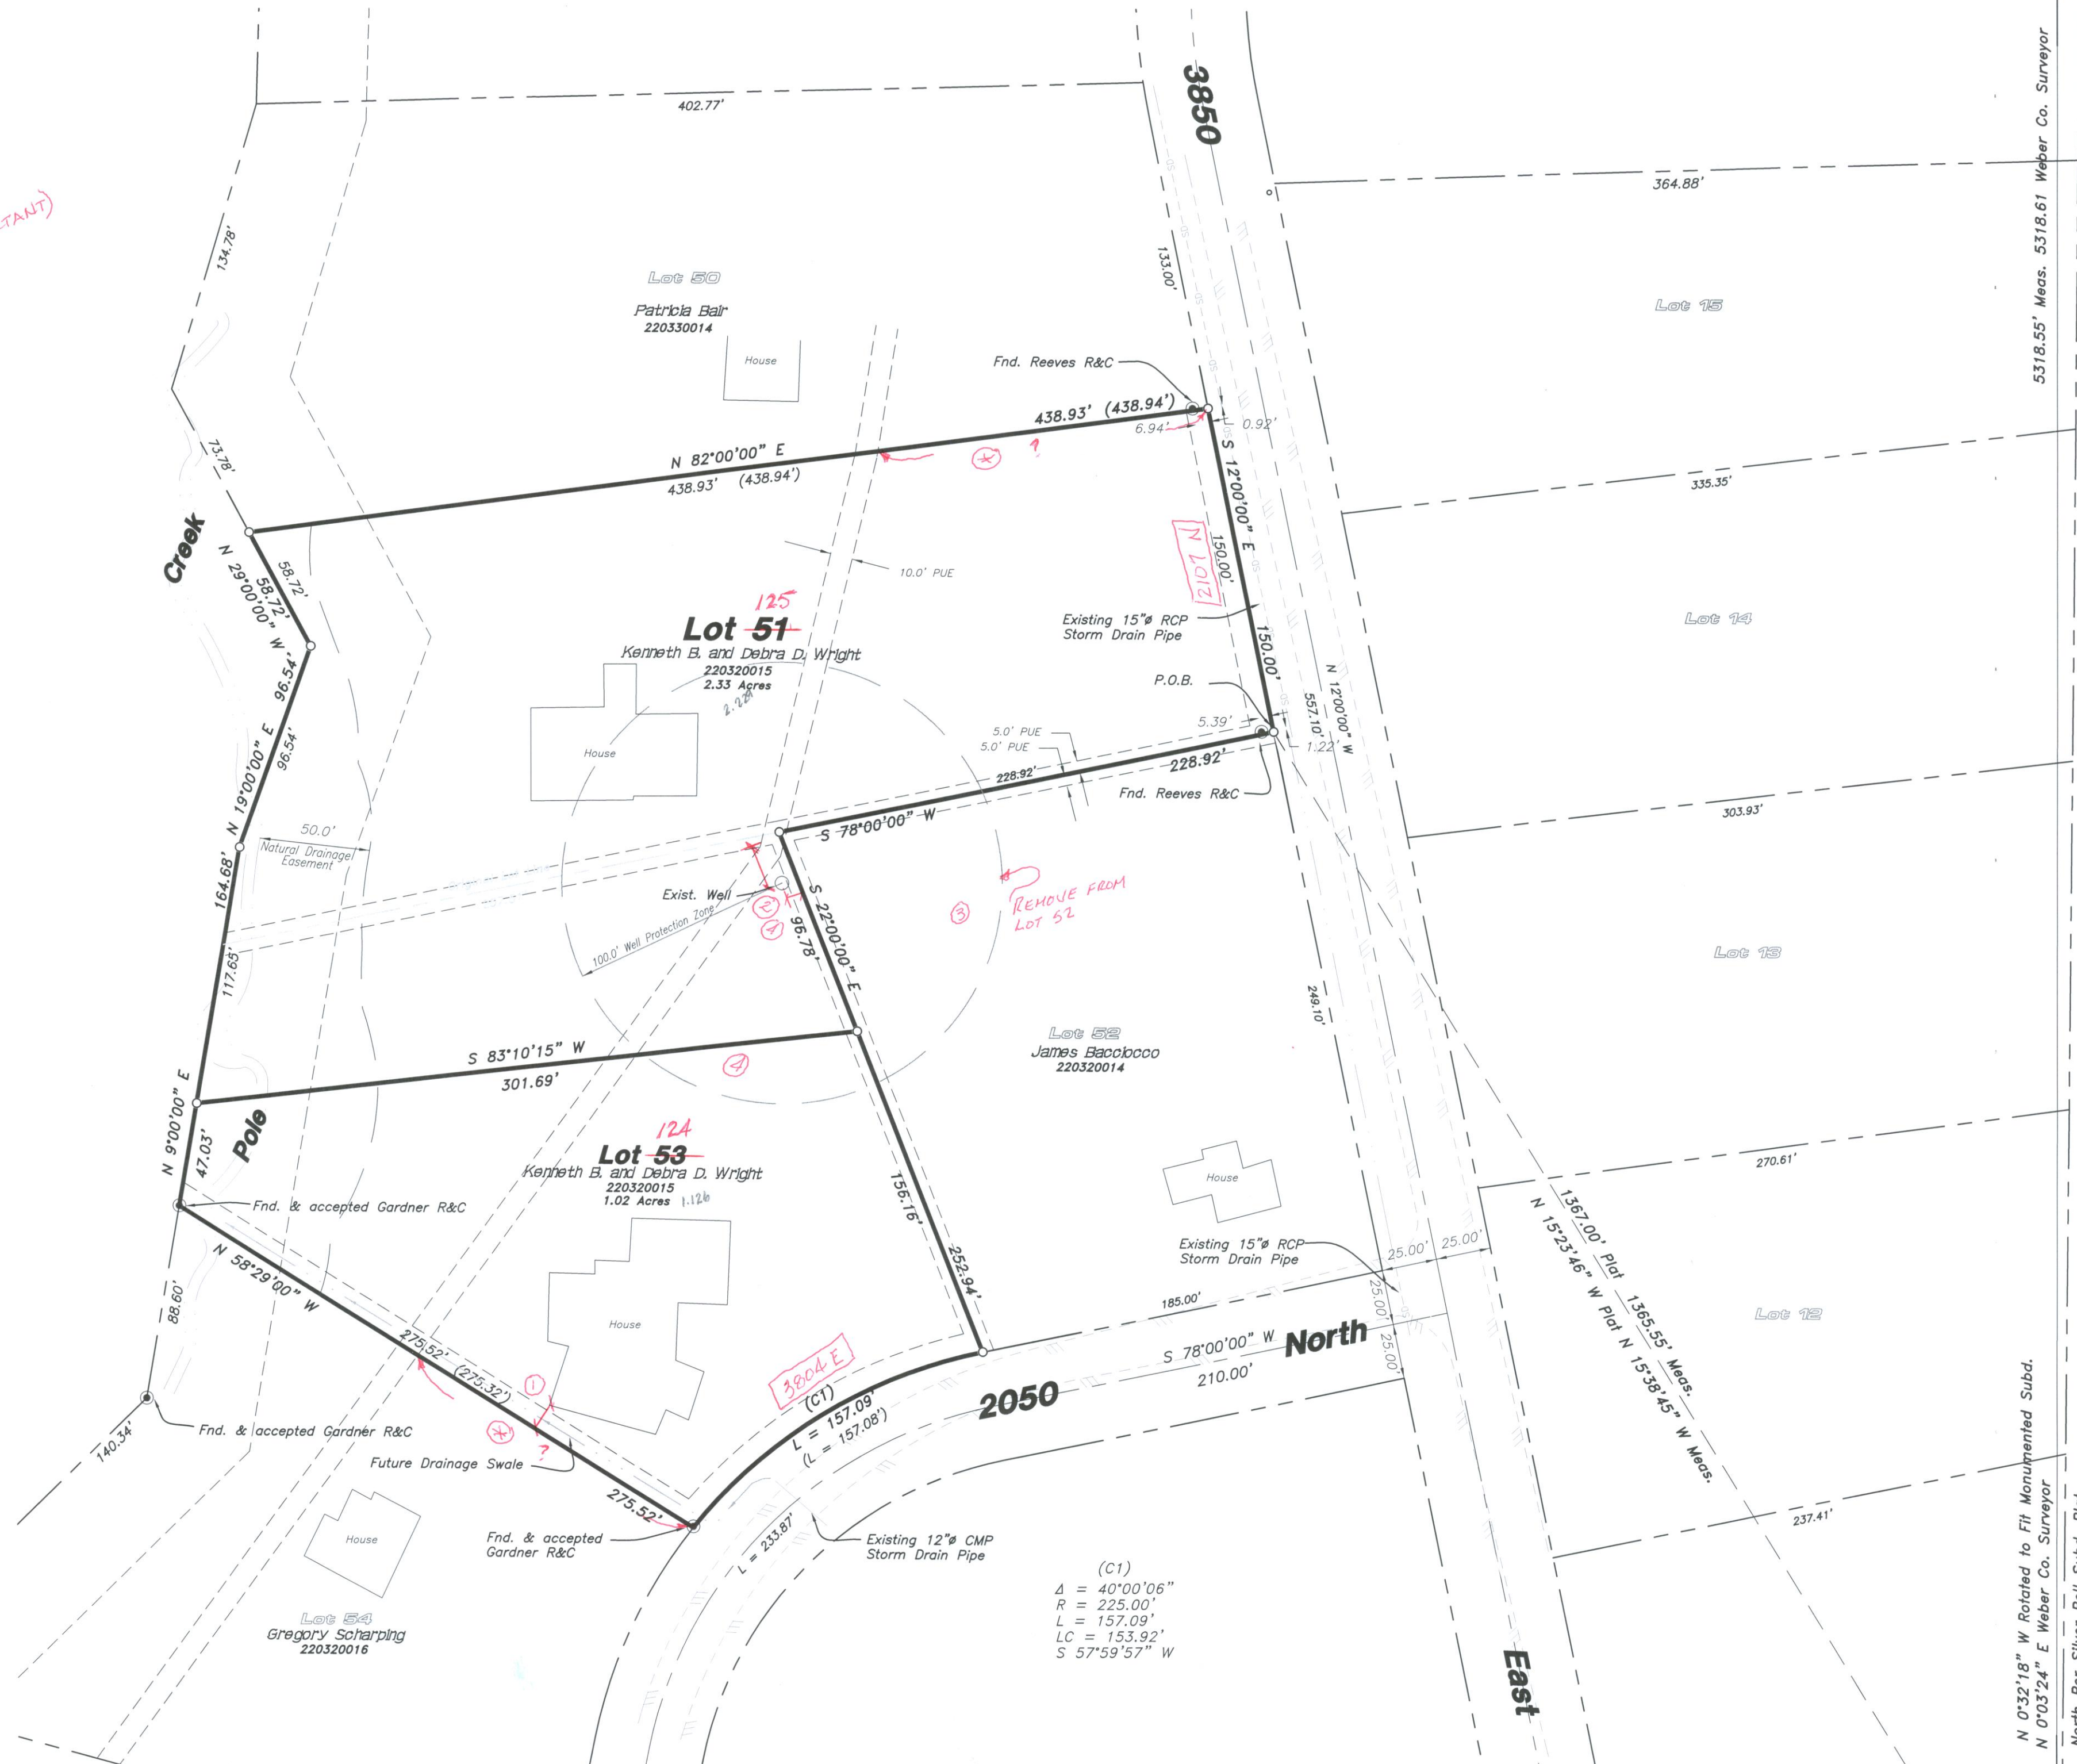 3850
402.77'
364.88'
5318.55' Meas. 5318.61 Weber Co. Surveyor
TANT)
134.78'
133.00'
Lot 50
Patricia Bair
220330014
House
Lot 15
Fnd. Reeves R&C
438.93' (438.94')
6.94'
0.92'
N 82°00'00" E
438.93' (438.94')
* ?
73.78'
335.35'
Creek
N 29°00'00" W
58.72'
58.72'
S 12°00'00" E
150.00'
150.00'
2107 N
10.0' PUE
125
Lot 51
Kenneth B. and Debra D. Wright
220320015
2.33 Acres
2.229
House
Existing 15"ø RCP
Storm Drain Pipe
Lot 14
P.O.B.
N 12°00'00" W
557.10'
96.54'
N 19°00'00" E
96.54'
5.39'
1.22'
5.0' PUE
5.0' PUE
228.92'
228.92'
Fnd. Reeves R&C
S 78°00'00" W
303.93'
50.0'
Natural Drainage
Easement
164.68'
117.65'
Exist. Well
100.0' Well Protection Zone
2
4
S 22°00'00" E
96.78'
3
REMOVE FROM
LOT 52
Lot 13
249.10'
Lot 52
James Bacciocco
220320014
S 83°10'15" W
301.69'
4
N 9°00'00" E
47.03'
Pole
124
Lot 53
Kenneth B. and Debra D. Wright
220320015
1.02 Acres
1.126
House
270.61'
Fnd. & accepted Gardner R&C
156.16'
252.94'
House
Existing 15"ø RCP
Storm Drain Pipe
25.00'
25.00'
25.00'
25.00'
1367.00' Plat 1365.55' Meas.
N 15°23'46" W Plat N 15°38'45" W Meas.
Lot 12
N 58°29'00" W
275.52' (275.32')
88.60'
185.00'
S 78°00'00" W
210.00'
North
2050
3804 E
(C1)
L = 157.09'
(L = 157.08')
1
* ?
Fnd. & accepted Gardner R&C
140.34'
Future Drainage Swale
275.52'
Fnd. & accepted
Gardner R&C
L = 233.87'
Existing 12"ø CMP
Storm Drain Pipe
237.41'
House
Lot 54
Gregory Scharping
220320016
(C1)
Δ = 40°00'06"
R = 225.00'
L = 157.09'
LC = 153.92'
S 57°59'57" W
East
N 0°32'18" W Rotated to Fit Monumented Subd.
N 0°03'24" E Weber Co. Surveyor